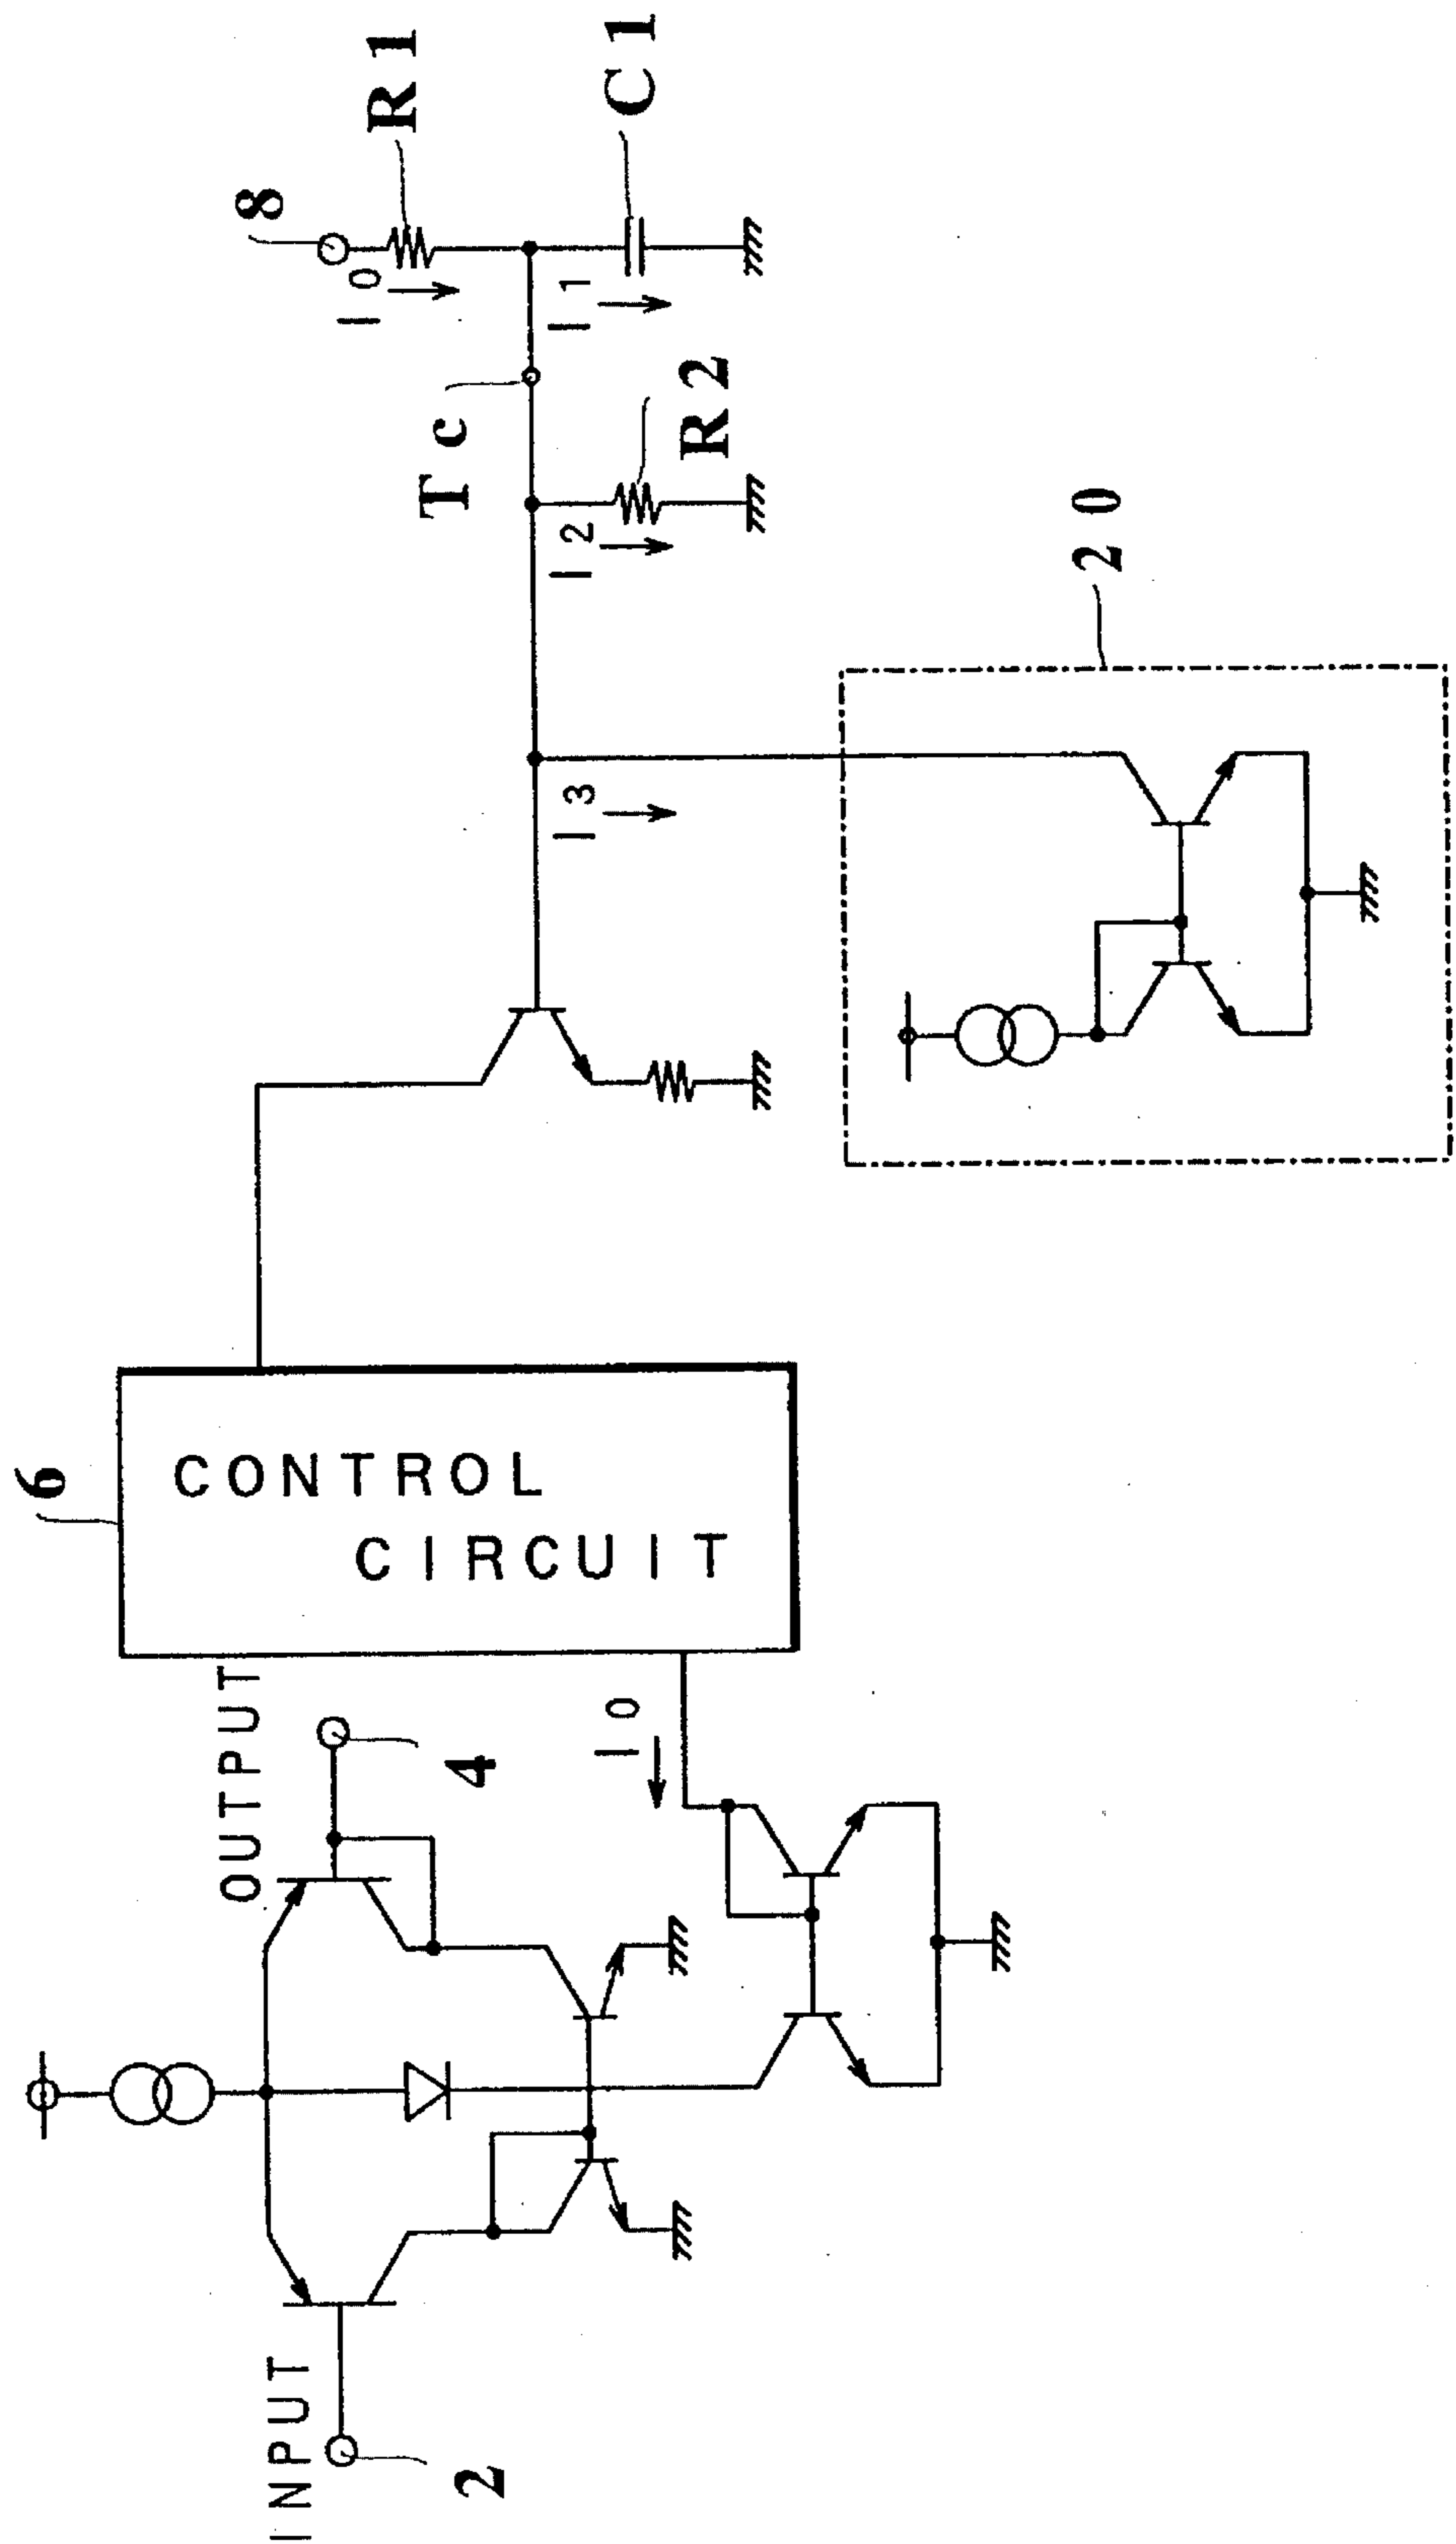 INPUT
2
OUTPUT
4
I0
6
CONTROL
CIRCUIT
I3
20
I2
R2
Tc
I0
I1
8
R1
C1